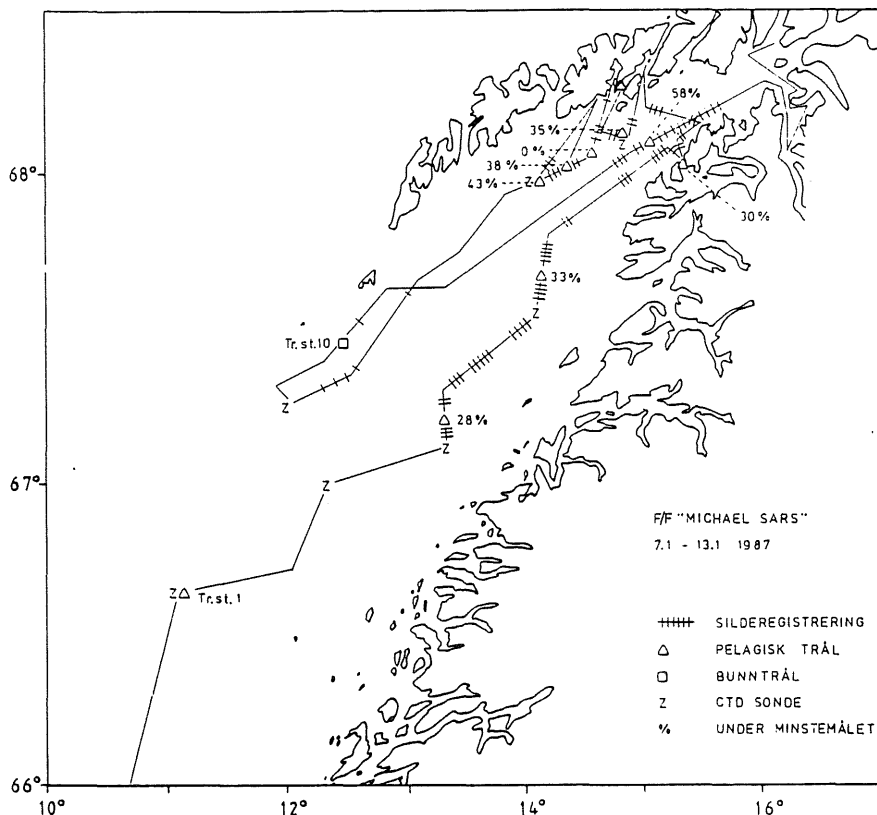 58%
35%
0%
38%
43%
68°
30%
33%
Tr.st.10
28%
67°
F/F "MICHAEL SARS"
7.1 - 13.1 1987
Tr.st.1
SILDEREGISTRERING
PELAGISK TRÅL
BUNNTRÅL
Z CTD SONDE
% UNDER MINSTEMÅLET
66°
10° 12° 14° 16°